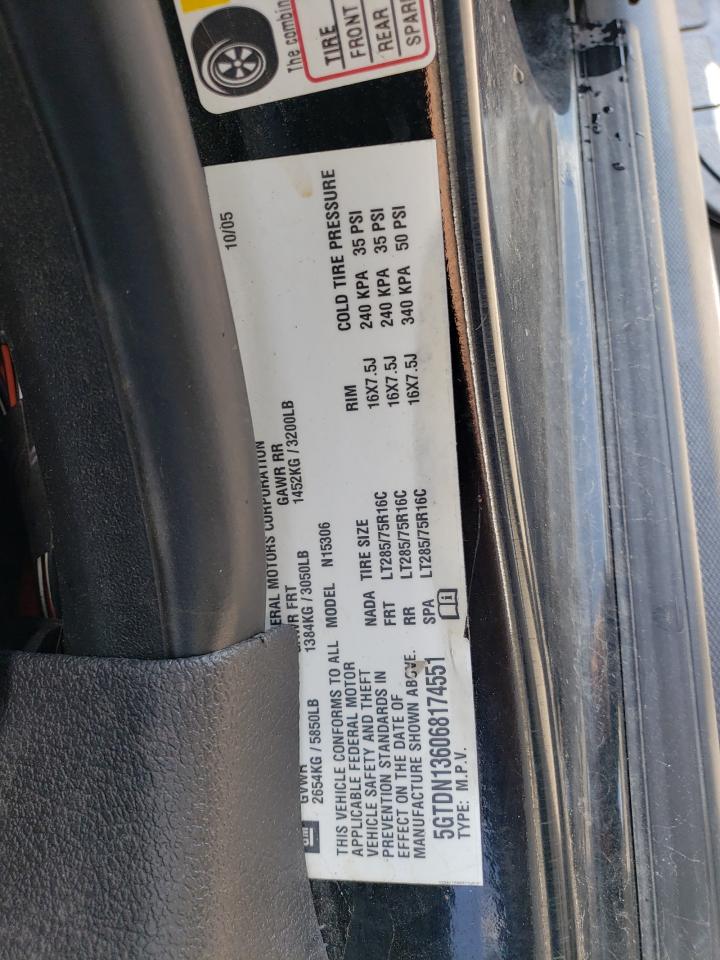 The combin
TIRE
FRONT
REAR
SPARE
10/05
GENERAL MOTORS CORPORATION
GVWR GAWR FRT GAWR RR
2654KG / 5850LB 1384KG / 3050LB 1452KG / 3200LB
THIS VEHICLE CONFORMS TO ALL
APPLICABLE FEDERAL MOTOR
VEHICLE SAFETY AND THEFT
PREVENTION STANDARDS IN
EFFECT ON THE DATE OF
MANUFACTURE SHOWN ABOVE.
MODEL N15306
NADA TIRE SIZE RIM COLD TIRE PRESSURE
FRT LT285/75R16C 16X7.5J 240 KPA 35 PSI
RR LT285/75R16C 16X7.5J 240 KPA 35 PSI
SPA LT285/75R16C 16X7.5J 340 KPA 50 PSI
5GTDN136068174551
TYPE: M.P.V.